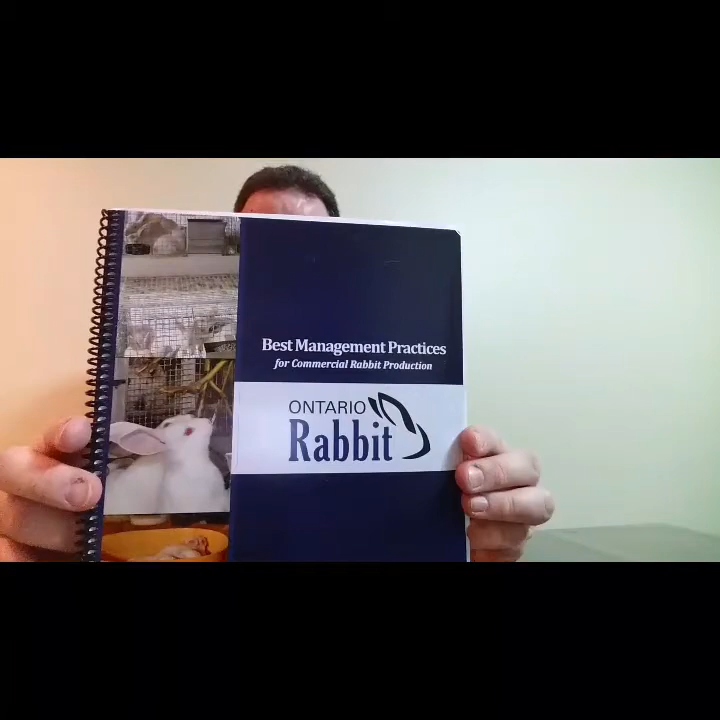 Best Management Practices
for Commercial Rabbit Production
ONTARIO
Rabbit